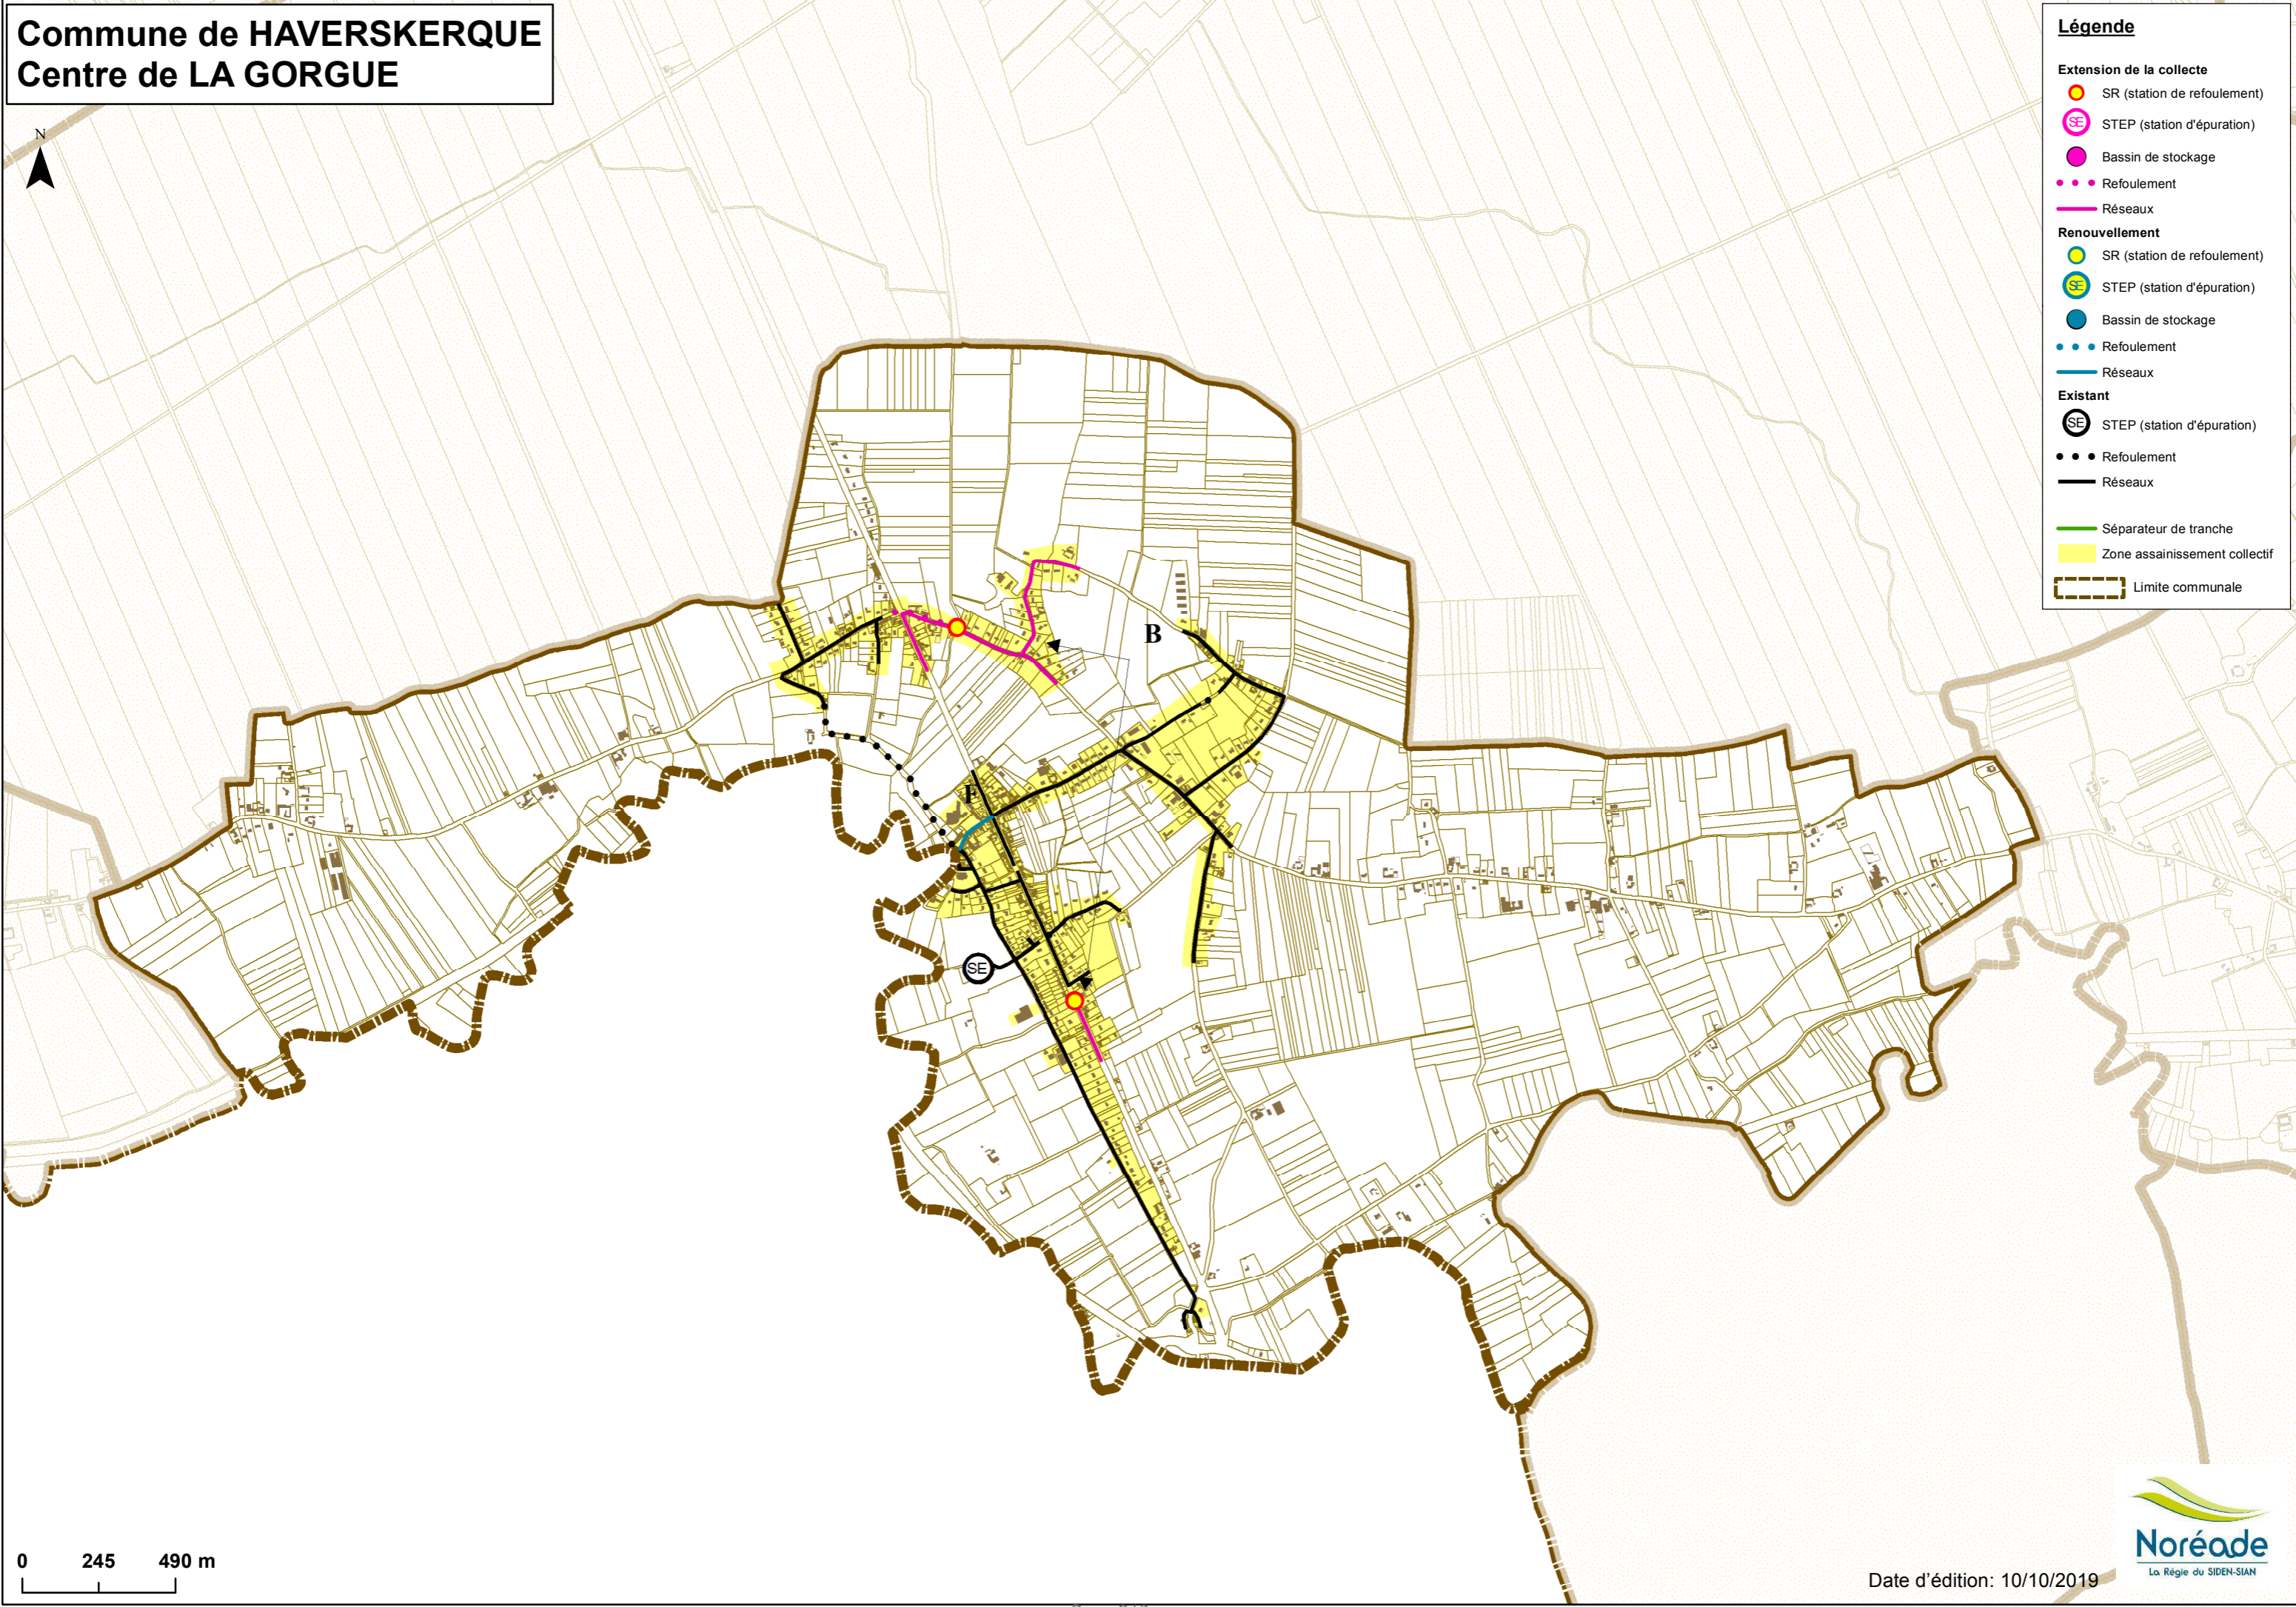 Commune de HAVERSKERQUE
Centre de LA GORGUE
N
Légende
Extension de la collecte
SR (station de refoulement)
SE STEP (station d'épuration)
Bassin de stockage
Refoulement
Réseaux
Renouvellement
SR (station de refoulement)
SE STEP (station d'épuration)
Bassin de stockage
Refoulement
Réseaux
Existant
SE STEP (station d'épuration)
Refoulement
Réseaux
Séparateur de tranche
Zone assainissement collectif
Limite communale
B
SE
0 245 490 m
Date d'édition: 10/10/2019
Noréade
La Régie du SIDEN-SIAN